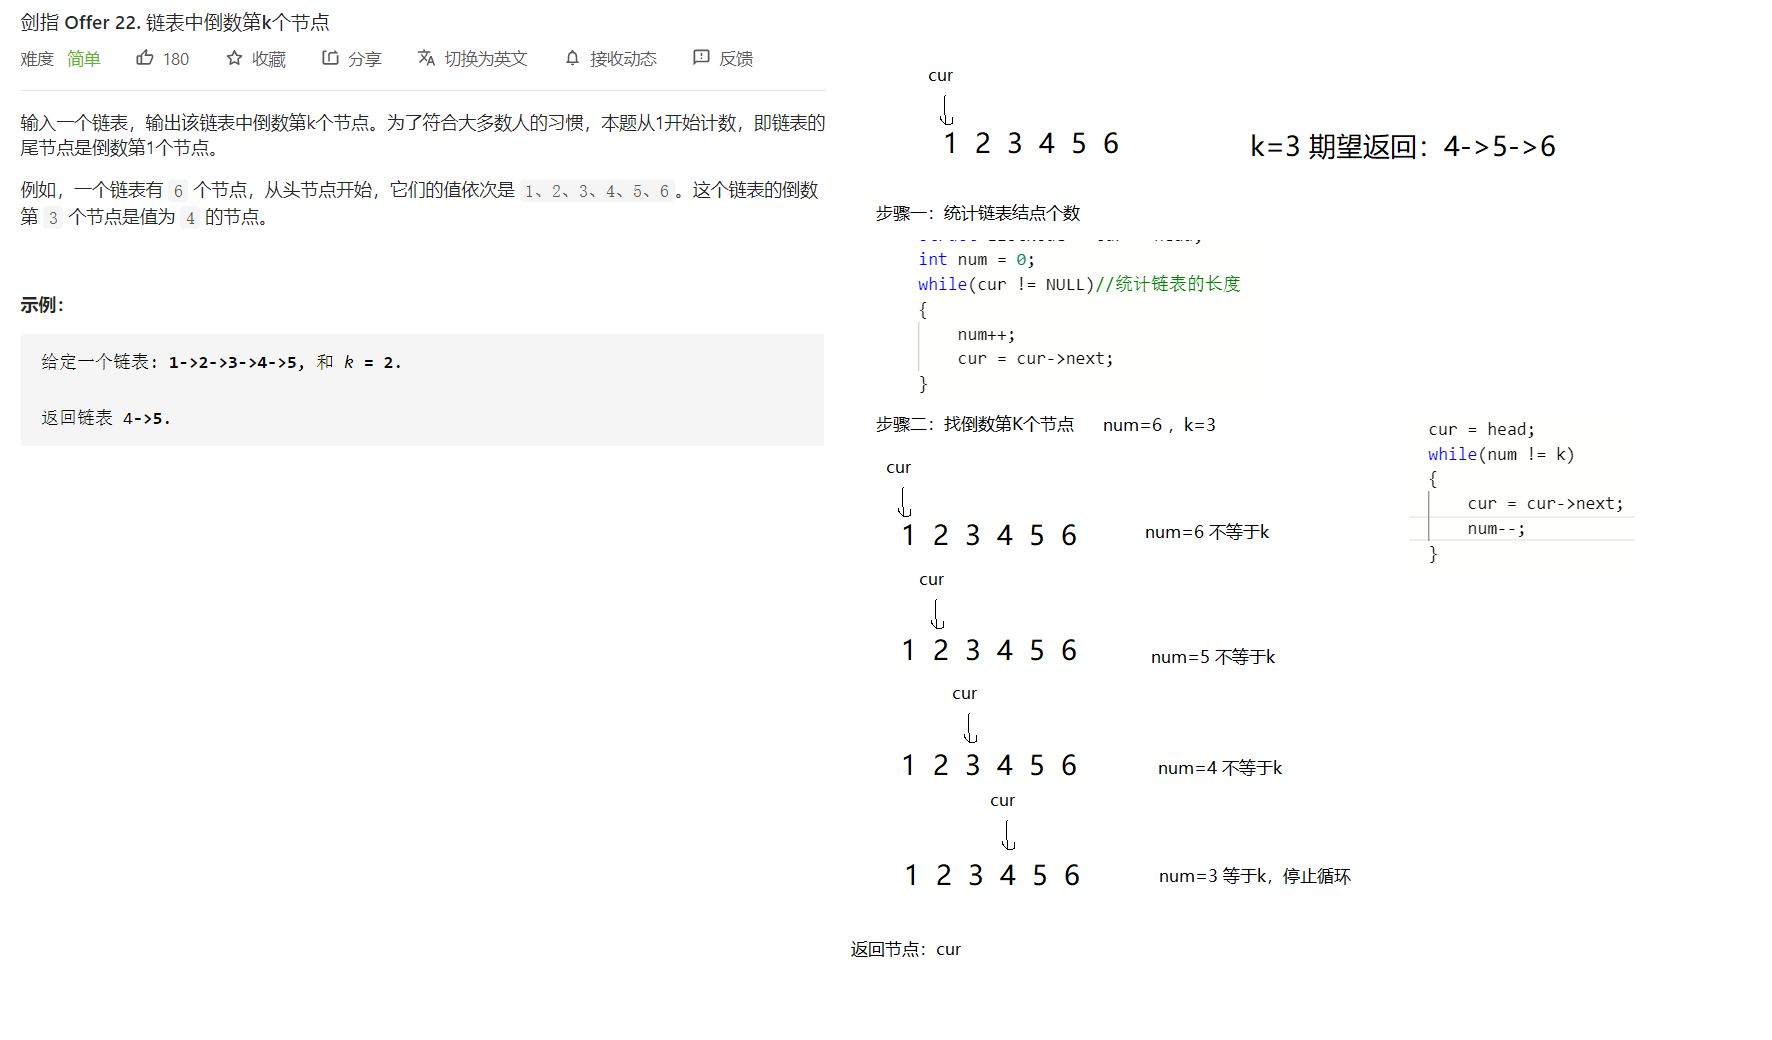 剑指 Offer 22. 链表中倒数第k个节点
难度 简单 180 收藏 分享 切换为英文 接收动态 反馈
输入一个链表，输出该链表中倒数第k个节点。为了符合大多数人的习惯，本题从1开始计数，即链表的
尾节点是倒数第1个节点。
例如，一个链表有 6 个节点，从头节点开始，它们的值依次是 1、2、3、4、5、6。这个链表的倒数
第 3 个节点是值为 4 的节点。
示例：
给定一个链表: 1->2->3->4->5, 和 k = 2.
返回链表 4->5.
cur
1 2 3 4 5 6
k=3 期望返回：4->5->6
步骤一：统计链表结点个数
int num = 0;
while(cur != NULL)//统计链表的长度
{
num++;
cur = cur->next;
}
步骤二：找倒数第K个节点 num=6 ，k=3
cur = head;
while(num != k)
{
cur = cur->next;
num--;
}
cur
1 2 3 4 5 6
num=6 不等于k
cur
1 2 3 4 5 6
num=5 不等于k
cur
1 2 3 4 5 6
num=4 不等于k
cur
1 2 3 4 5 6
num=3 等于k，停止循环
返回节点：cur